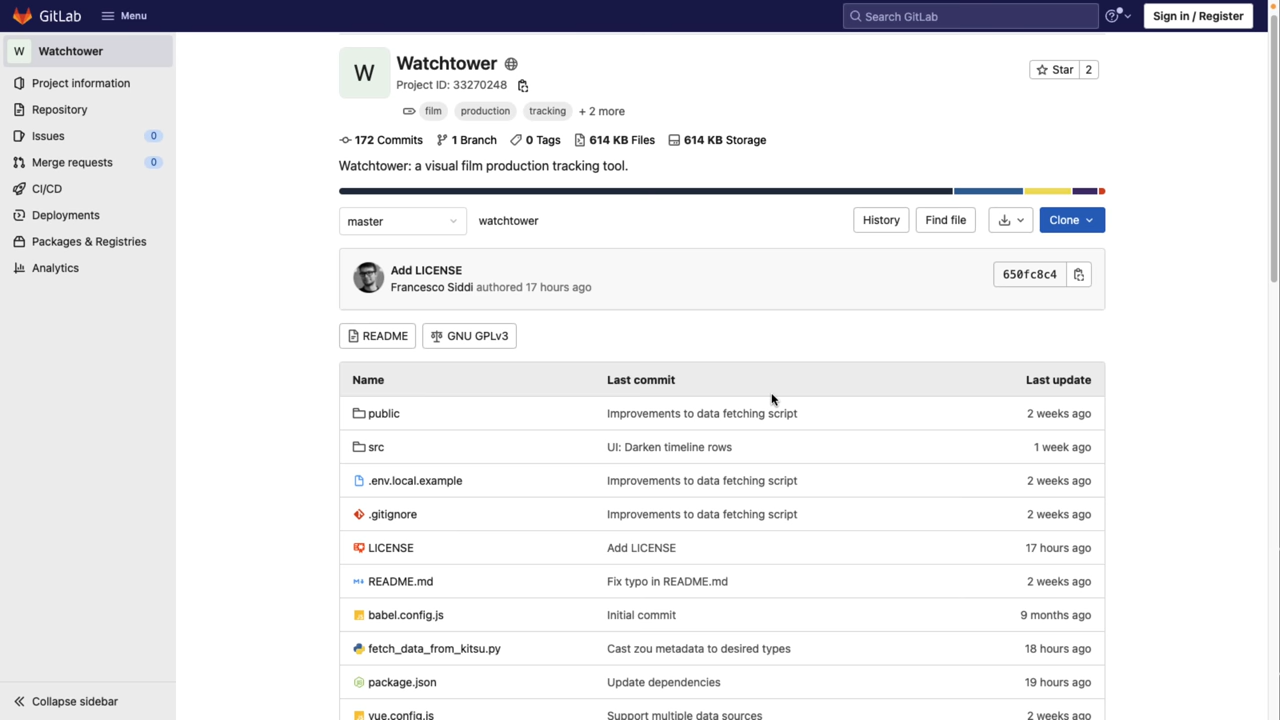 GitLab Menu Search GitLab Sign in / Register
W Watchtower
Project information
Repository
Issues 0
Merge requests 0
CI/CD
Deployments
Packages & Registries
Analytics
Collapse sidebar
W
Watchtower
Star 2
Project ID: 33270248
film production tracking + 2 more
172 Commits 1 Branch 0 Tags 614 KB Files 614 KB Storage
Watchtower: a visual film production tracking tool.
master watchtower History Find file Clone
Add LICENSE
Francesco Siddi authored 17 hours ago
650fc8c4
README GNU GPLv3
Name Last commit Last update
public Improvements to data fetching script 2 weeks ago
src UI: Darken timeline rows 1 week ago
.env.local.example Improvements to data fetching script 2 weeks ago
.gitignore Improvements to data fetching script 2 weeks ago
LICENSE Add LICENSE 17 hours ago
README.md Fix typo in README.md 2 weeks ago
babel.config.js Initial commit 9 months ago
fetch_data_from_kitsu.py Cast zou metadata to desired types 18 hours ago
package.json Update dependencies 19 hours ago
vue.config.js Support multiple data sources 2 weeks ago